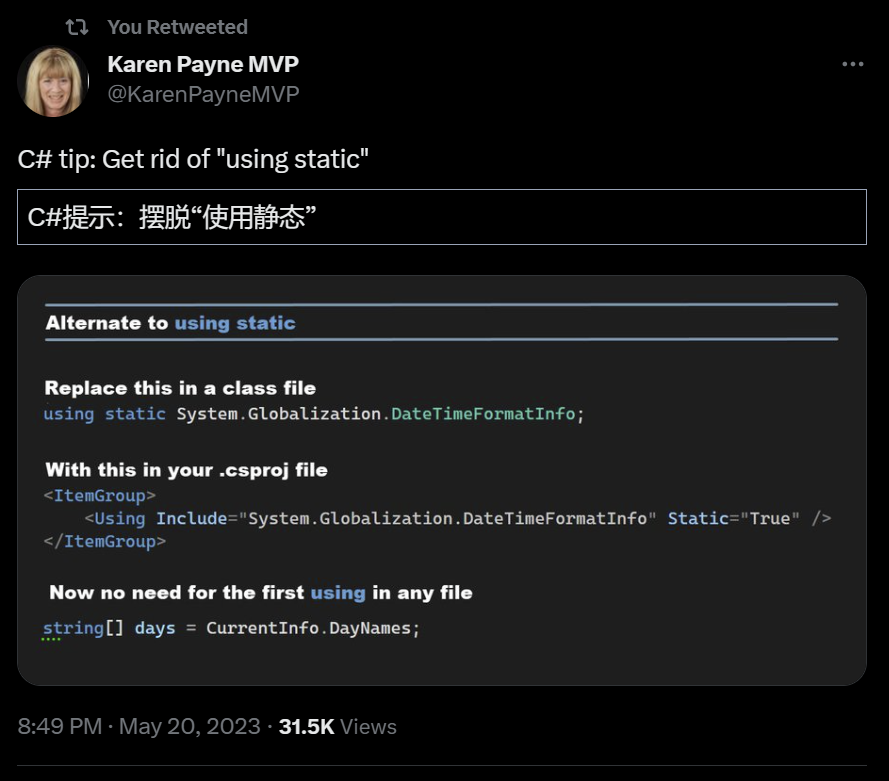 You Retweeted
Karen Payne MVP
@KarenPayneMVP
C# tip: Get rid of "using static"
C#提示：摆脱“使用静态”
Alternate to using static
Replace this in a class file
using static System.Globalization.DateTimeFormatInfo;
With this in your .csproj file
<ItemGroup>
    <Using Include="System.Globalization.DateTimeFormatInfo" Static="True" />
</ItemGroup>
Now no need for the first using in any file
string[] days = CurrentInfo.DayNames;
8:49 PM · May 20, 2023 · 31.5K Views